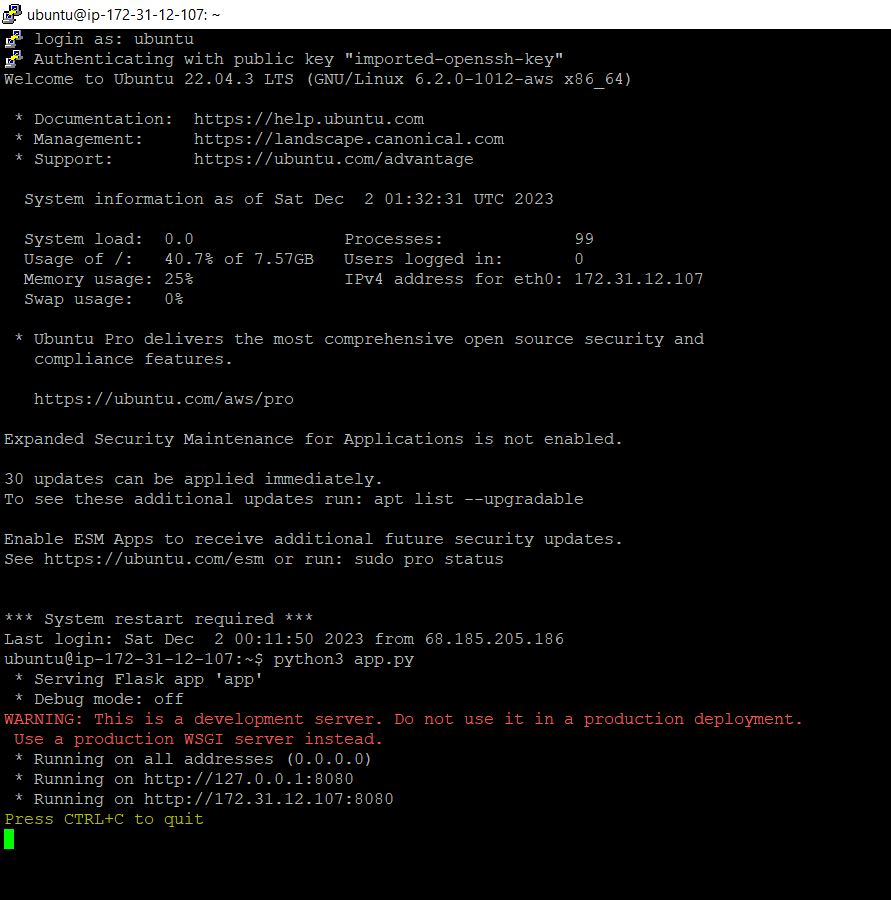 ubuntu@ip-172-31-12-107: ~
login as: ubuntu
Authenticating with public key "imported-openssh-key"
Welcome to Ubuntu 22.04.3 LTS (GNU/Linux 6.2.0-1012-aws x86_64)
* Documentation:  https://help.ubuntu.com
* Management:     https://landscape.canonical.com
* Support:        https://ubuntu.com/advantage
System information as of Sat Dec  2 01:32:31 UTC 2023
System load:  0.0               Processes:             99
Usage of /:   40.7% of 7.57GB   Users logged in:       0
Memory usage: 25%               IPv4 address for eth0: 172.31.12.107
Swap usage:   0%
* Ubuntu Pro delivers the most comprehensive open source security and
compliance features.
https://ubuntu.com/aws/pro
Expanded Security Maintenance for Applications is not enabled.
30 updates can be applied immediately.
To see these additional updates run: apt list --upgradable
Enable ESM Apps to receive additional future security updates.
See https://ubuntu.com/esm or run: sudo pro status
*** System restart required ***
Last login: Sat Dec  2 00:11:50 2023 from 68.185.205.186
ubuntu@ip-172-31-12-107:~$ python3 app.py
* Serving Flask app 'app'
* Debug mode: off
WARNING: This is a development server. Do not use it in a production deployment.
Use a production WSGI server instead.
* Running on all addresses (0.0.0.0)
* Running on http://127.0.0.1:8080
* Running on http://172.31.12.107:8080
Press CTRL+C to quit